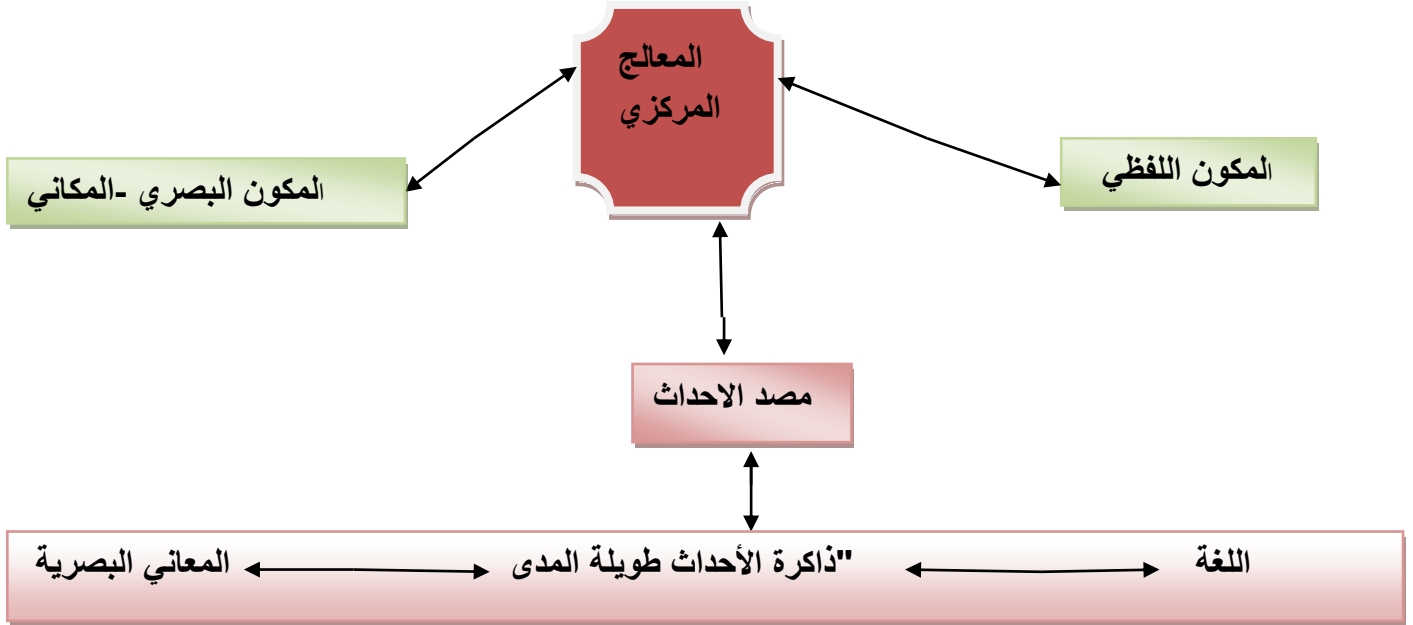 المعالج
المركزي
المكون اللفظي
المكون البصري -المكاني
مصد الاحداث
اللغة
"ذاكرة الأحداث طويلة المدى
المعاني البصرية